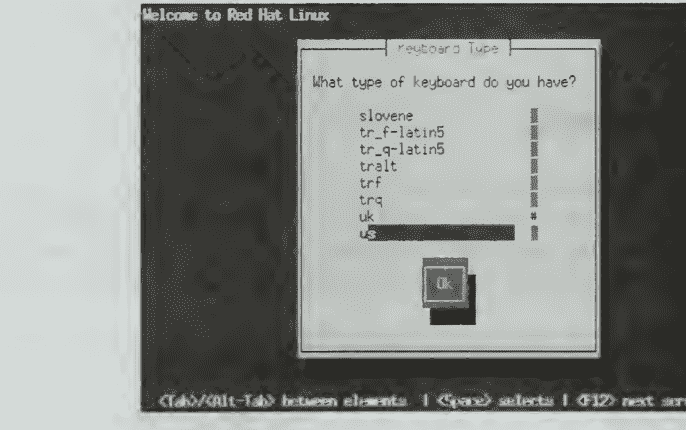 Welcome to Red Hat Linux
Keyboard Type
What type of keyboard do you have?
slovene
tr_f-latin5
tr_q-latin5
tralt
trf
trq
uk
us
Ok
<Tab>/<Alt-Tab> between elements | <Space> selects | <F12> next scr